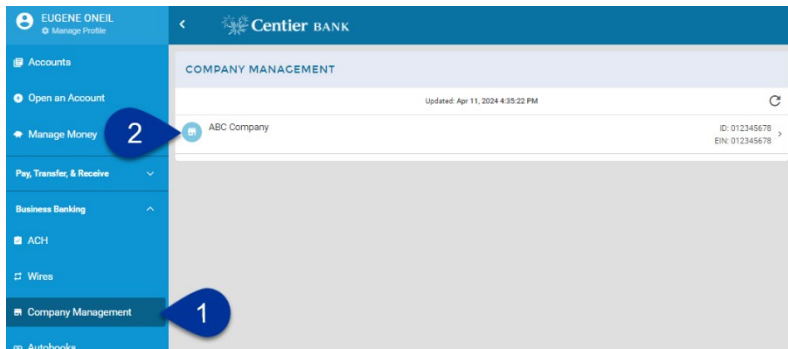 EUGENE ONEIL
Manage Profile
Accounts
Open an Account
Manage Money
Pay, Transfer, & Receive
Business Banking
ACH
Wires
Company Management
Autobooks
Centier BANK
COMPANY MANAGEMENT
Updated: Apr 11, 2024 4:35:22 PM
2
ABC Company
ID: 012345678
EIN: 012345678
1